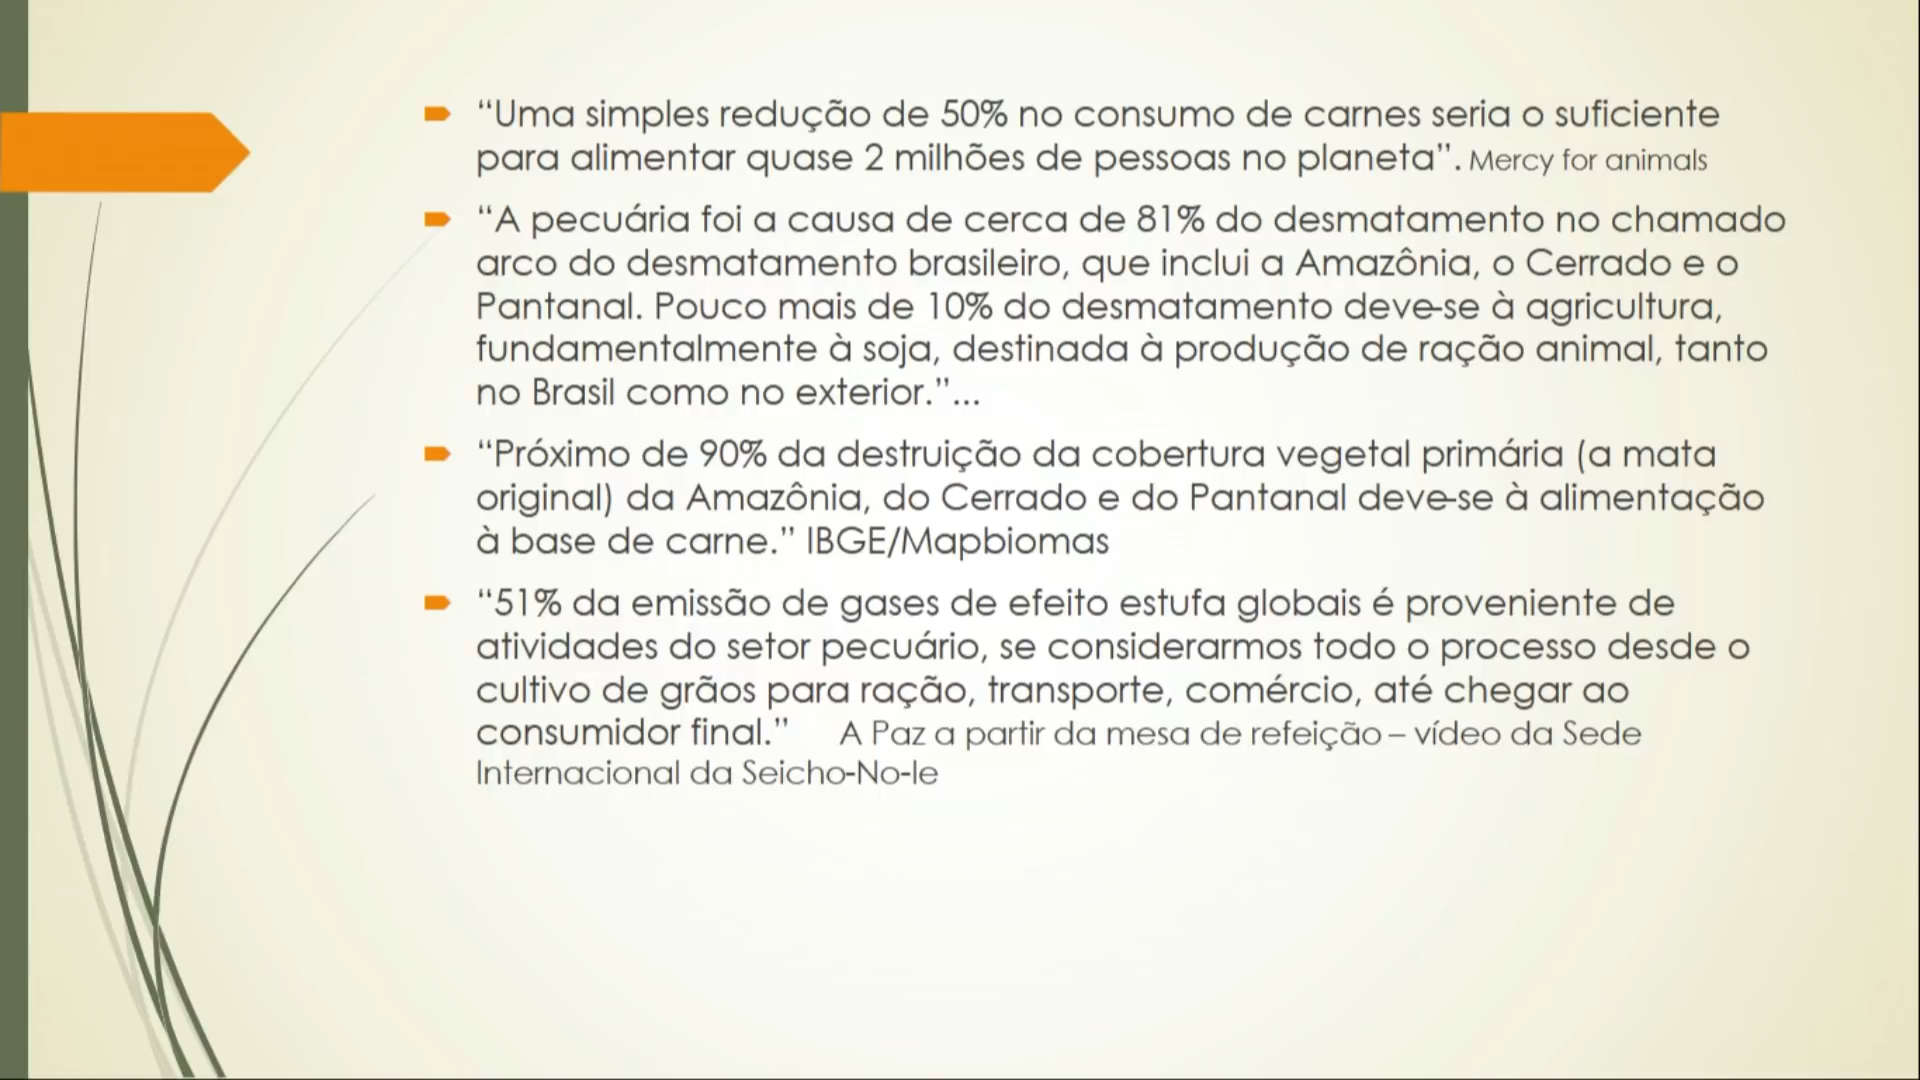 “Uma simples redução de 50% no consumo de carnes seria o suficiente
para alimentar quase 2 milhões de pessoas no planeta”. Mercy for animals
“A pecuária foi a causa de cerca de 81% do desmatamento no chamado
arco do desmatamento brasileiro, que inclui a Amazônia, o Cerrado e o
Pantanal. Pouco mais de 10% do desmatamento deve-se à agricultura,
fundamentalmente à soja, destinada à produção de ração animal, tanto
no Brasil como no exterior.”...
“Próximo de 90% da destruição da cobertura vegetal primária (a mata
original) da Amazônia, do Cerrado e do Pantanal deve-se à alimentação
à base de carne.” IBGE/Mapbiomas
“51% da emissão de gases de efeito estufa globais é proveniente de
atividades do setor pecuário, se considerarmos todo o processo desde o
cultivo de grãos para ração, transporte, comércio, até chegar ao
consumidor final.” A Paz a partir da mesa de refeição – vídeo da Sede
Internacional da Seicho-No-Ie